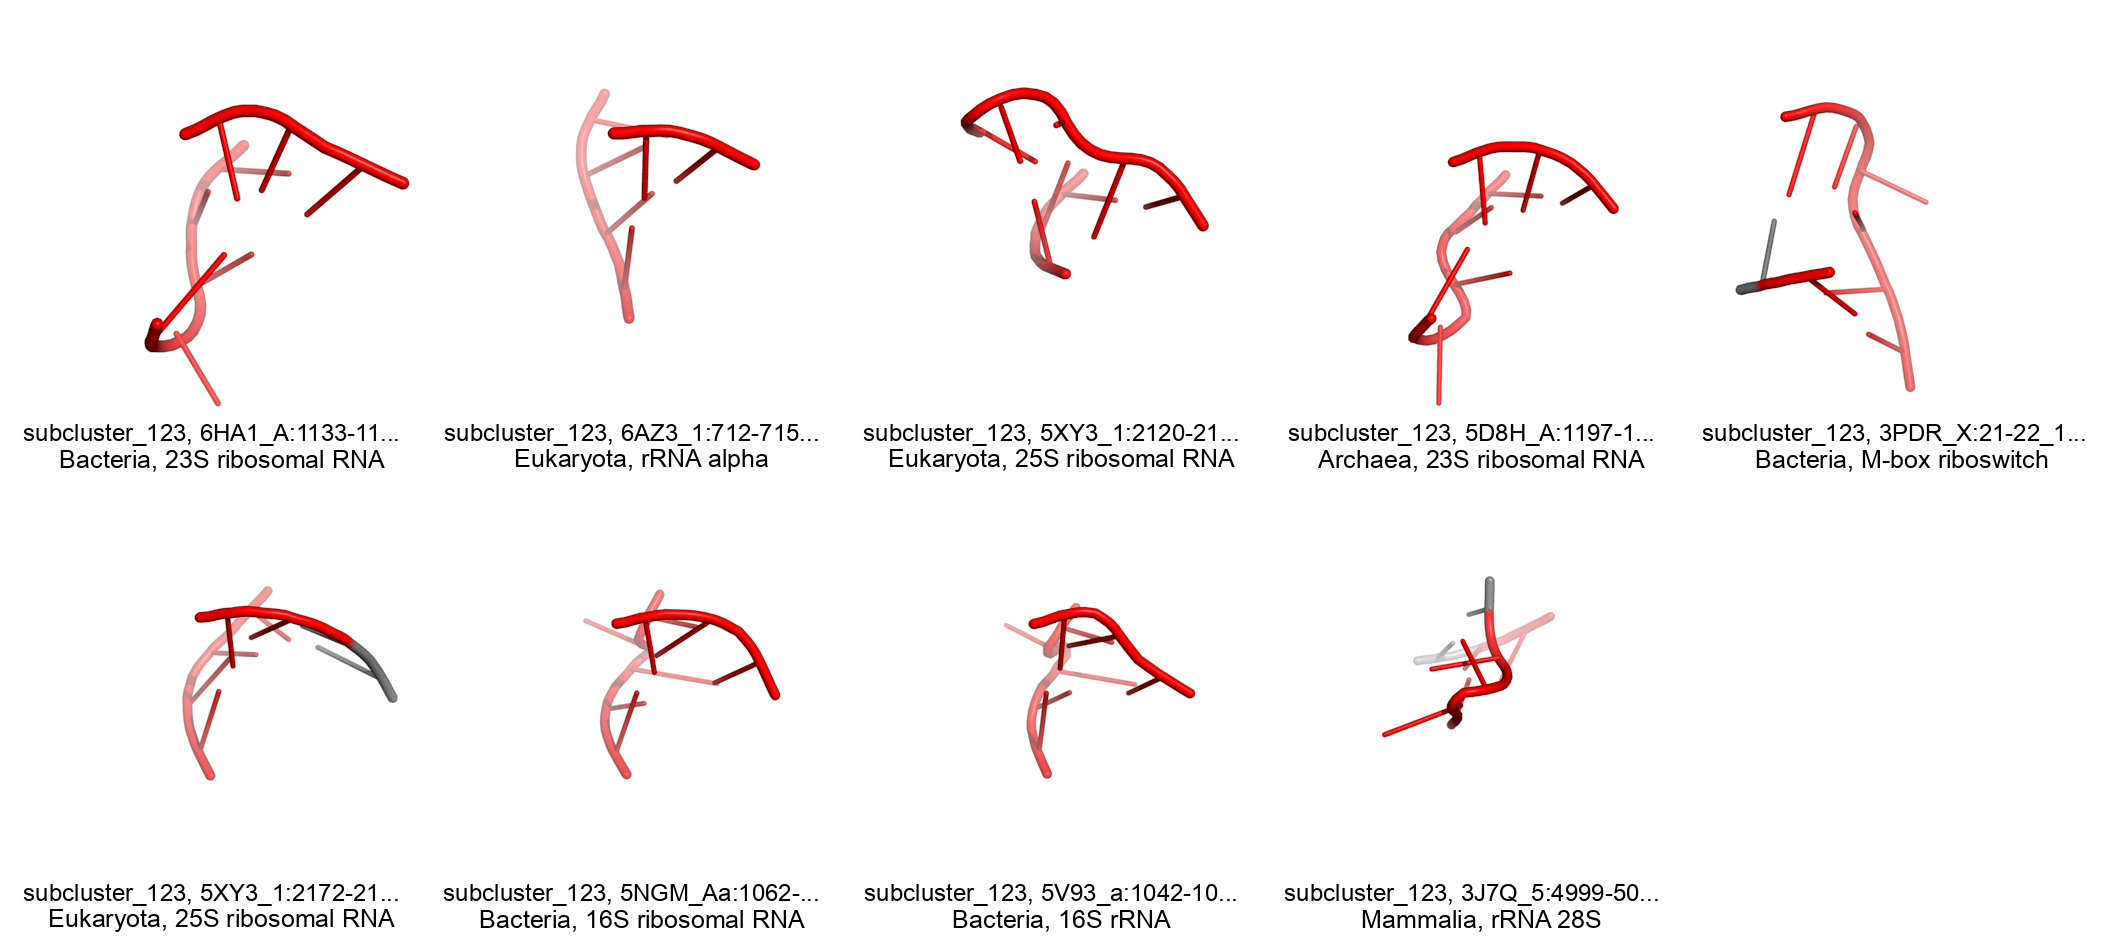 subcluster_123, 6HA1_A:1133-11...
Bacteria, 23S ribosomal RNA
subcluster_123, 6AZ3_1:712-715...
Eukaryota, rRNA alpha
subcluster_123, 5XY3_1:2120-21...
Eukaryota, 25S ribosomal RNA
subcluster_123, 5D8H_A:1197-1...
Archaea, 23S ribosomal RNA
subcluster_123, 3PDR_X:21-22_1...
Bacteria, M-box riboswitch
subcluster_123, 5XY3_1:2172-21...
Eukaryota, 25S ribosomal RNA
subcluster_123, 5NGM_Aa:1062-...
Bacteria, 16S ribosomal RNA
subcluster_123, 5V93_a:1042-10...
Bacteria, 16S rRNA
subcluster_123, 3J7Q_5:4999-50...
Mammalia, rRNA 28S